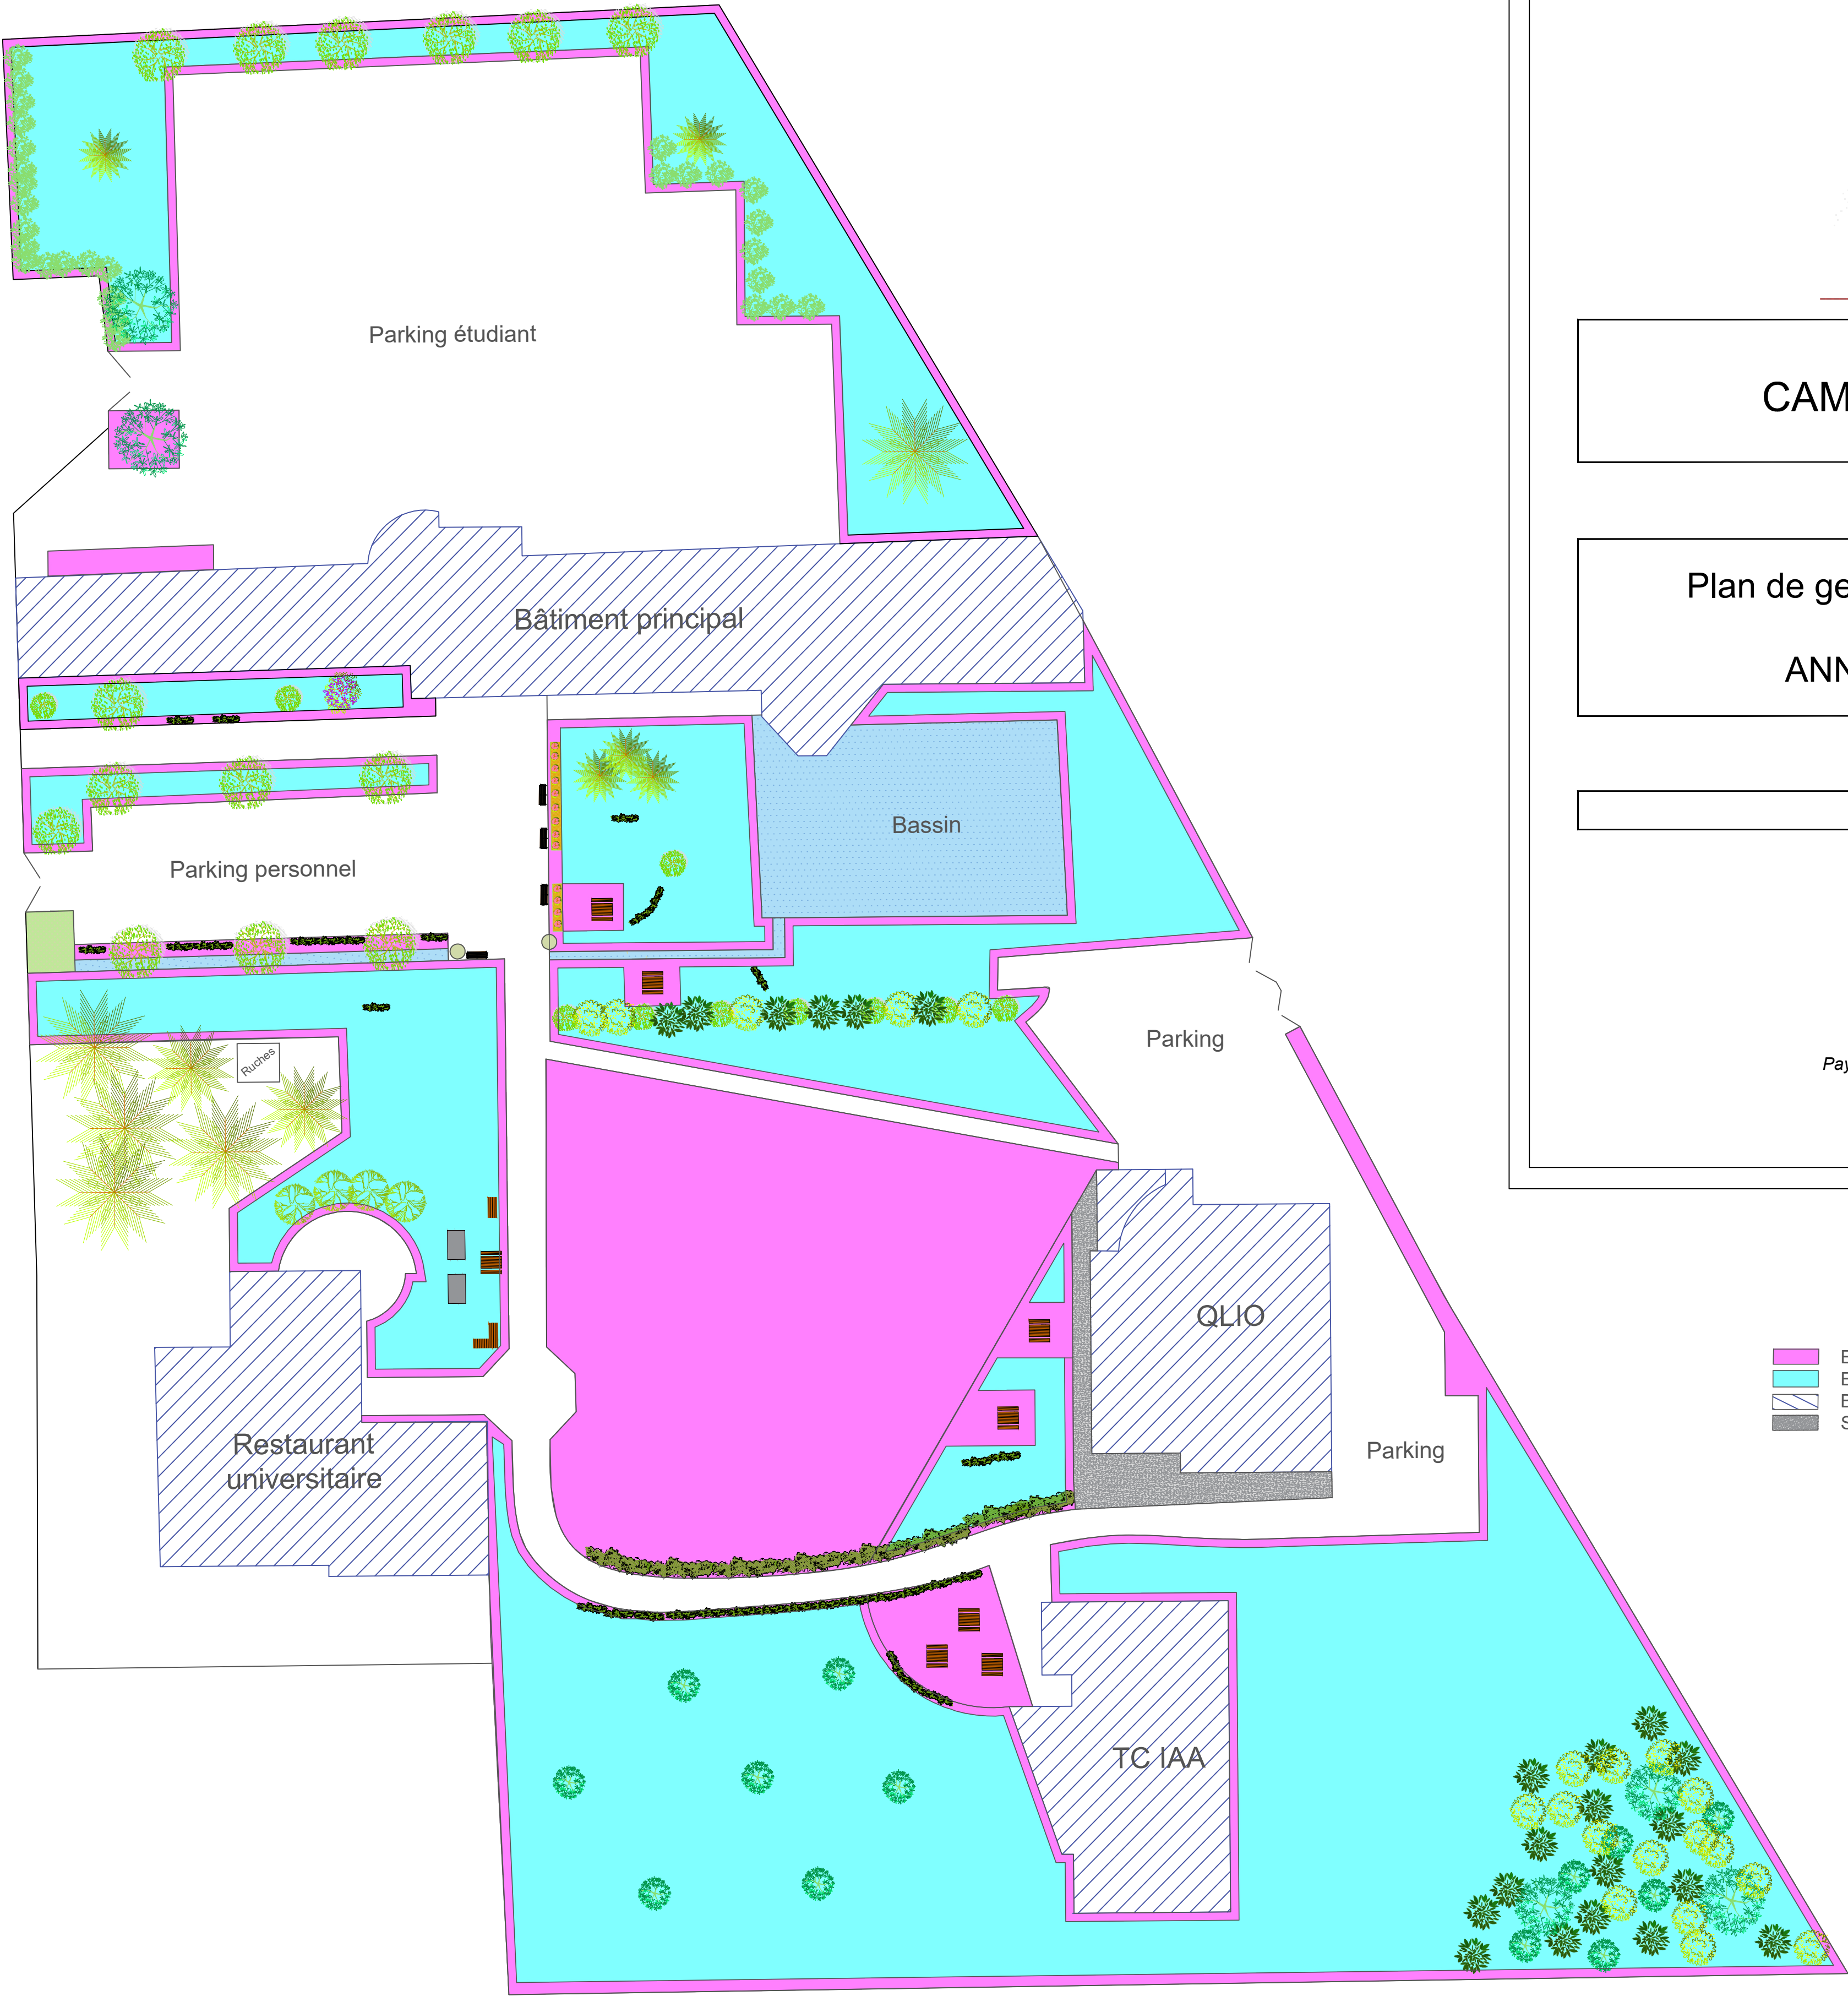 Parking étudiant
CAM
Plan de ge
ANN
Bâtiment principal
Bassin
Parking personnel
Ruches
Parking
Pay
QLIO
Restaurant
universitaire
Parking
TC IAA
E
E
E
S